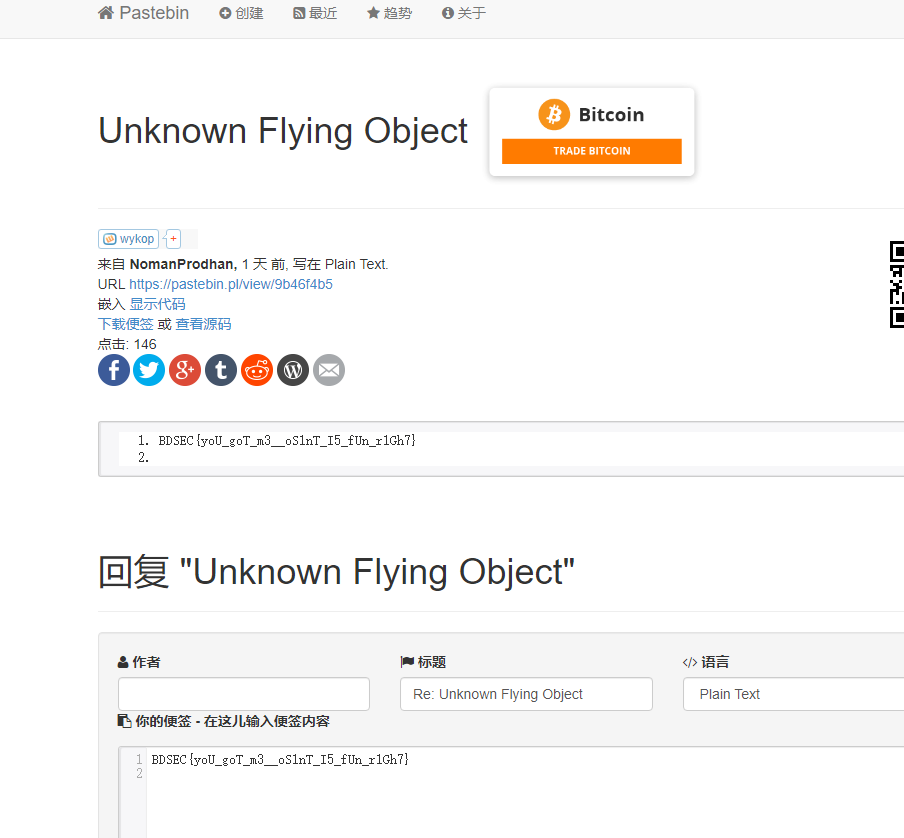 Pastebin 创建 最近 趋势 关于
Unknown Flying Object
Bitcoin
TRADE BITCOIN
wykop +
来自 NomanProdhan, 1 天 前, 写在 Plain Text.
URL https://pastebin.pl/view/9b46f4b5
嵌入 显示代码
下载便签 或 查看源码
点击: 146
1. BDSEC{yoU_goT_m3__oS1nT_I5_fUn_r1Gh7}
2.
回复 "Unknown Flying Object"
作者 标题 语言
Re: Unknown Flying Object Plain Text
你的便签 - 在这儿输入便签内容
1 BDSEC{yoU_goT_m3__oS1nT_I5_fUn_r1Gh7}
2